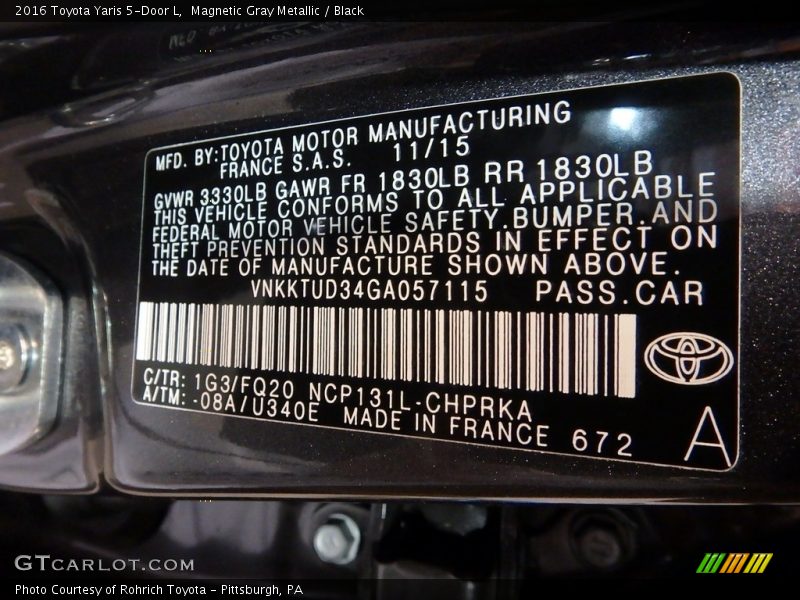 2016 Toyota Yaris 5-Door L,  Magnetic Gray Metallic / Black
MFD. BY:TOYOTA MOTOR MANUFACTURING
FRANCE S.A.S. 11/15
GVWR 3330LB GAWR FR 1830LB RR 1830LB
THIS VEHICLE CONFORMS TO ALL APPLICABLE
FEDERAL MOTOR VEHICLE SAFETY,BUMPER,AND
THEFT PREVENTION STANDARDS IN EFFECT ON
THE DATE OF MANUFACTURE SHOWN ABOVE.
VNKKTUD34GA057115 PASS.CAR
C/TR: 1G3/FQ20 NCP131L-CHPRKA
A/TM: -08A/U340E MADE IN FRANCE 672
A
GTCARLOT.COM
Photo Courtesy of Rohrich Toyota - Pittsburgh, PA